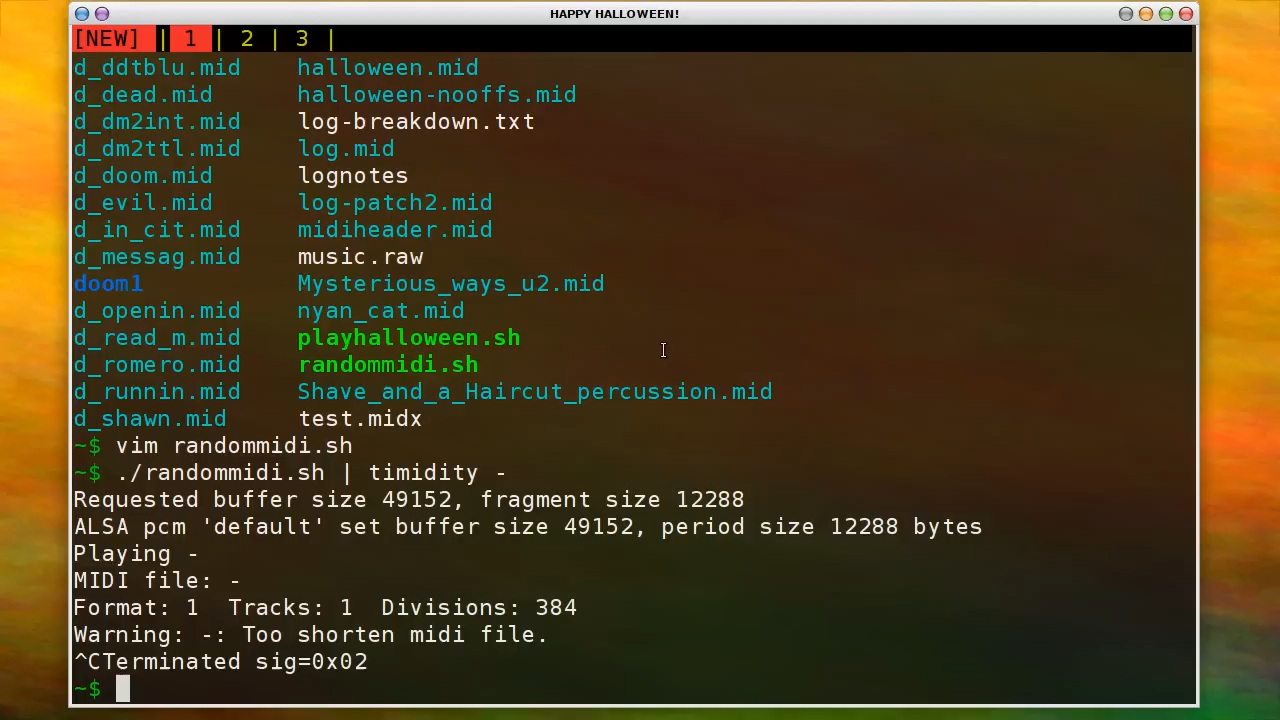 HAPPY HALLOWEEN!
[NEW] | 1 | 2 | 3 |
d_ddtblu.mid halloween.mid
d_dead.mid halloween-nooffs.mid
d_dm2int.mid log-breakdown.txt
d_dm2ttl.mid log.mid
d_doom.mid lognotes
d_evil.mid log-patch2.mid
d_in_cit.mid midiheader.mid
d_messag.mid music.raw
doom1 Mysterious_ways_u2.mid
d_openin.mid nyan_cat.mid
d_read_m.mid playhalloween.sh
d_romero.mid randommidi.sh
d_runnin.mid Shave_and_a_Haircut_percussion.mid
d_shawn.mid test.midx
~$ vim randommidi.sh
~$ ./randommidi.sh | timidity -
Requested buffer size 49152, fragment size 12288
ALSA pcm 'default' set buffer size 49152, period size 12288 bytes
Playing -
MIDI file: -
Format: 1 Tracks: 1 Divisions: 384
Warning: -: Too shorten midi file.
^CTerminated sig=0x02
~$